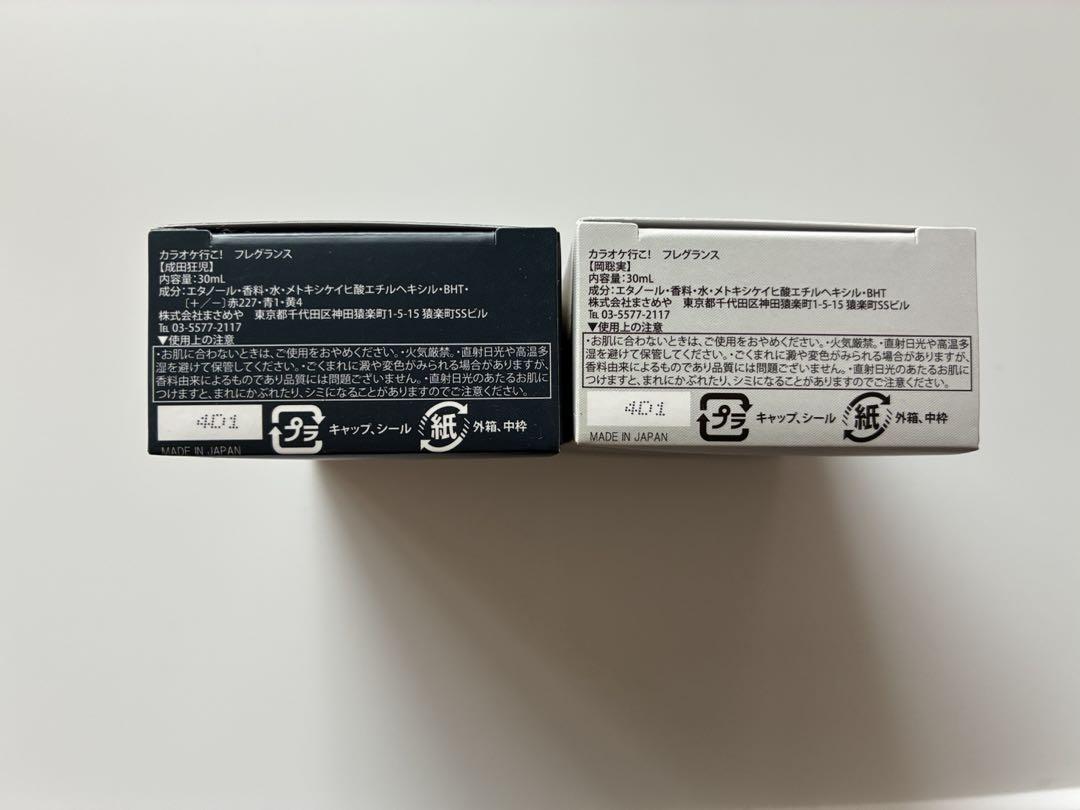 カラオケ行こ! フレグランス
【成田狂児】
内容量:30mL
成分:エタノール・香料・水・メトキシケイヒ酸エチルヘキシル・BHT・
〔+/−〕赤227・青1・黄4
株式会社まさめや 東京都千代田区神田猿楽町1-5-15 猿楽町SSビル
℡ 03-5577-2117
▼使用上の注意
・お肌に合わないときは、ご使用をおやめください。・火気厳禁。・直射日光や高温多
湿を避けて保管してください。・ごくまれに澱や変色がみられる場合がありますが、
香料由来によるものであり品質には問題ございません。・直射日光のあたるお肌に
つけますと、まれにかぶれたり、シミになることがありますのでご注意ください。
4D1
プラ キャップ、シール 紙 外箱、中枠
MADE IN JAPAN
カラオケ行こ! フレグランス
【岡聡実】
内容量:30mL
成分:エタノール・香料・水・メトキシケイヒ酸エチルヘキシル・BHT
株式会社まさめや 東京都千代田区神田猿楽町1-5-15 猿楽町SSビル
℡ 03-5577-2117
▼使用上の注意
・お肌に合わないときは、ご使用をおやめください。・火気厳禁。・直射日光や高温多
湿を避けて保管してください。・ごくまれに澱や変色がみられる場合がありますが、
香料由来によるものであり品質には問題ございません。・直射日光のあたるお肌に
つけますと、まれにかぶれたり、シミになることがありますのでご注意ください。
4D1
プラ キャップ、シール 紙 外箱、中枠
MADE IN JAPAN